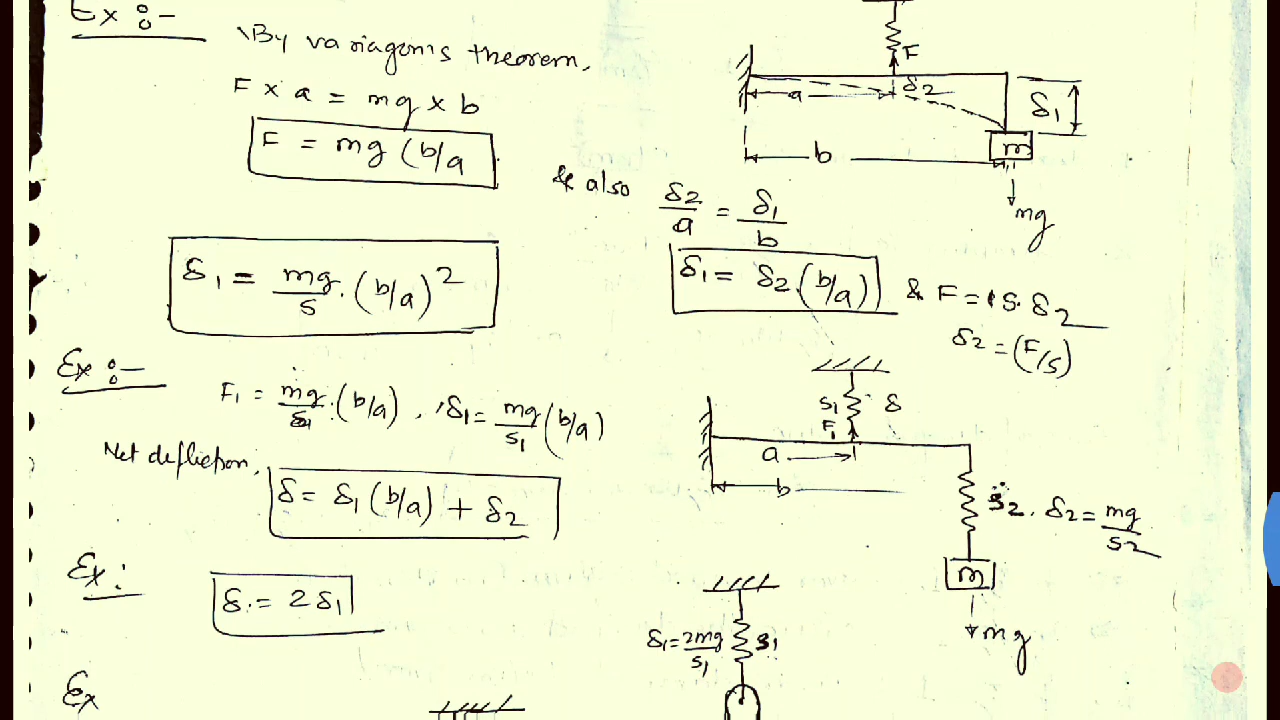 Ex :-
By variagon's theorem,
F × a = mg × b
F = mg (b/a
F
δ2
a
δ1
b
m
mg
& also δ2/a = δ1/b
δ1 = δ2 . (b/a) & F = s . δ2
δ2 = (F/s)
δ1 = mg/s . (b/a)2
Ex :-
F1 = mg/s1 . (b/a) , δ1 = mg/s1 (b/a)
Net deflection,
δ = δ1 (b/a) + δ2
s1 δ
F1
a
b
s2 . δ2 = mg/s2
m
mg
Ex :
δ = 2δ1
δ1 = 2mg/s1 s1
Ex